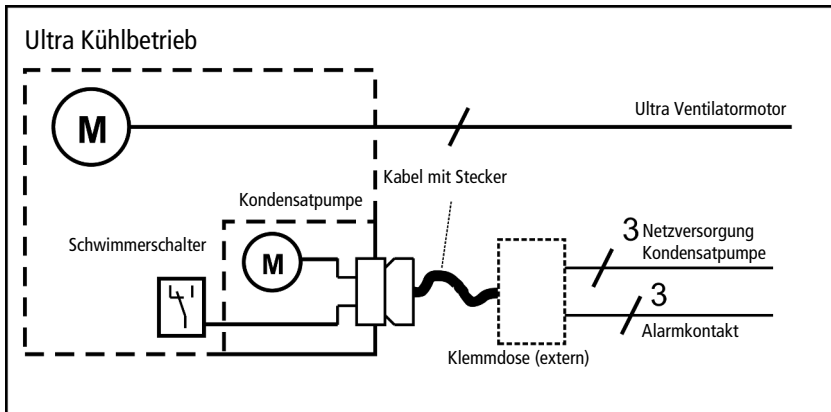 Ultra Kühlbetrieb
M
Ultra Ventilatormotor
Kabel mit Stecker
Kondensatpumpe
Schwimmerschalter
M
3 Netzversorgung
Kondensatpumpe
3
Alarmkontakt
Klemmdose (extern)